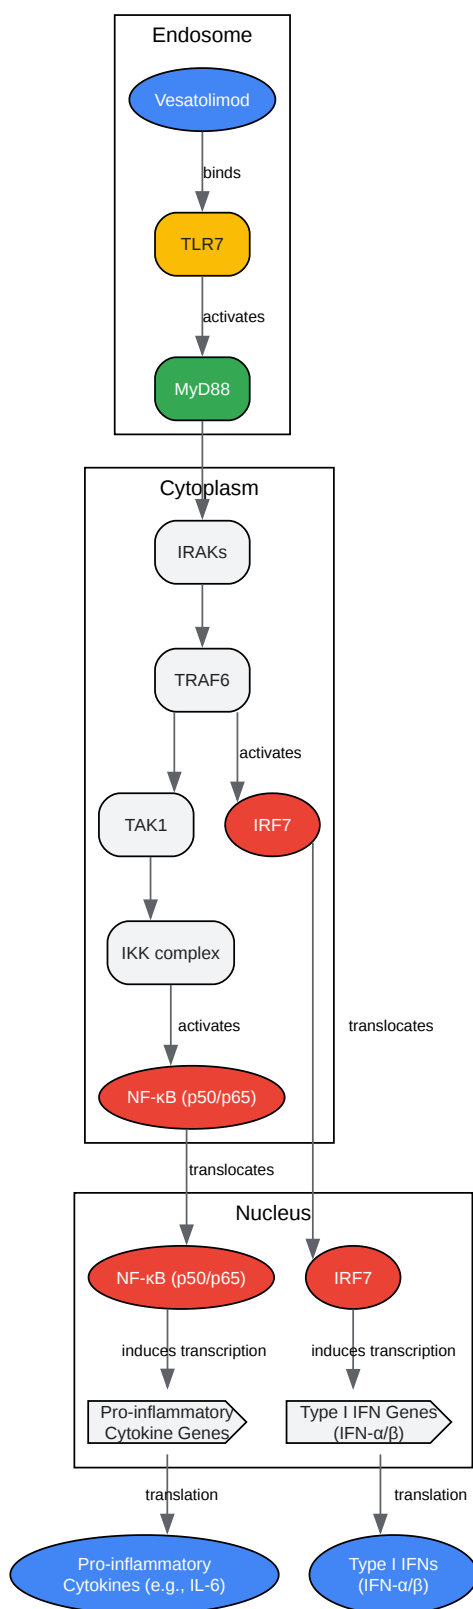 Endosome
Vesatolimod
binds
TLR7
activates
MyD88
Cytoplasm
IRAKs
TRAF6
activates
TAK1
IRF7
IKK complex
activates
translocates
NF-κB (p50/p65)
translocates
Nucleus
NF-κB (p50/p65)
IRF7
induces transcription
induces transcription
Pro-inflammatory
Cytokine Genes
Type I IFN Genes
(IFN-α/β)
translation
translation
Pro-inflammatory
Cytokines (e.g., IL-6)
Type I IFNs
(IFN-α/β)